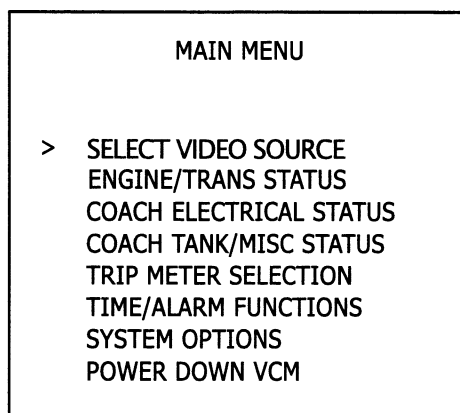 MAIN MENU
> SELECT VIDEO SOURCE
ENGINE/TRANS STATUS
COACH ELECTRICAL STATUS
COACH TANK/MISC STATUS
TRIP METER SELECTION
TIME/ALARM FUNCTIONS
SYSTEM OPTIONS
POWER DOWN VCM